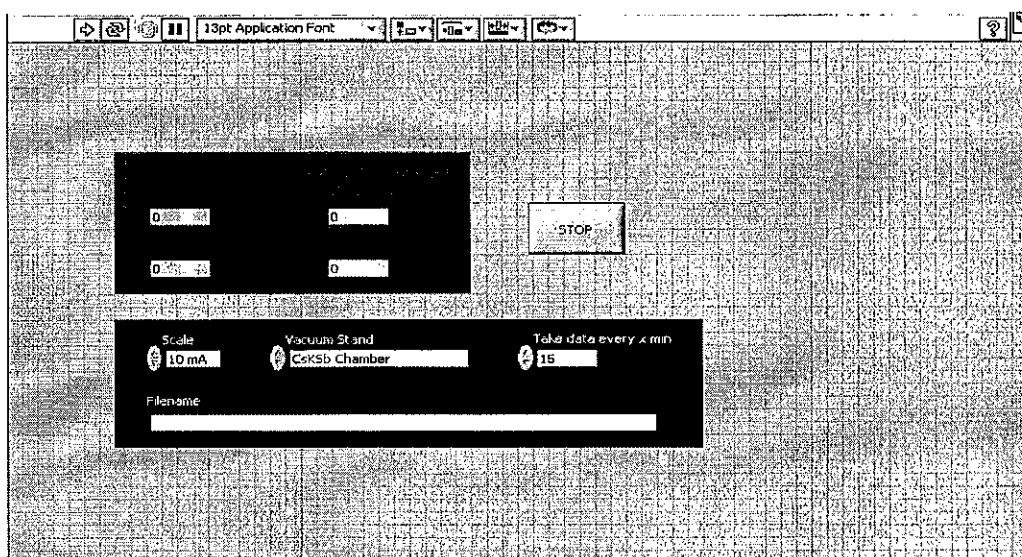 13pt Application Font
?
0 0
STOP
0 0
Scale Vacuum Stand Take data every x min
10 mA CsKSb Chamber 15
Filename